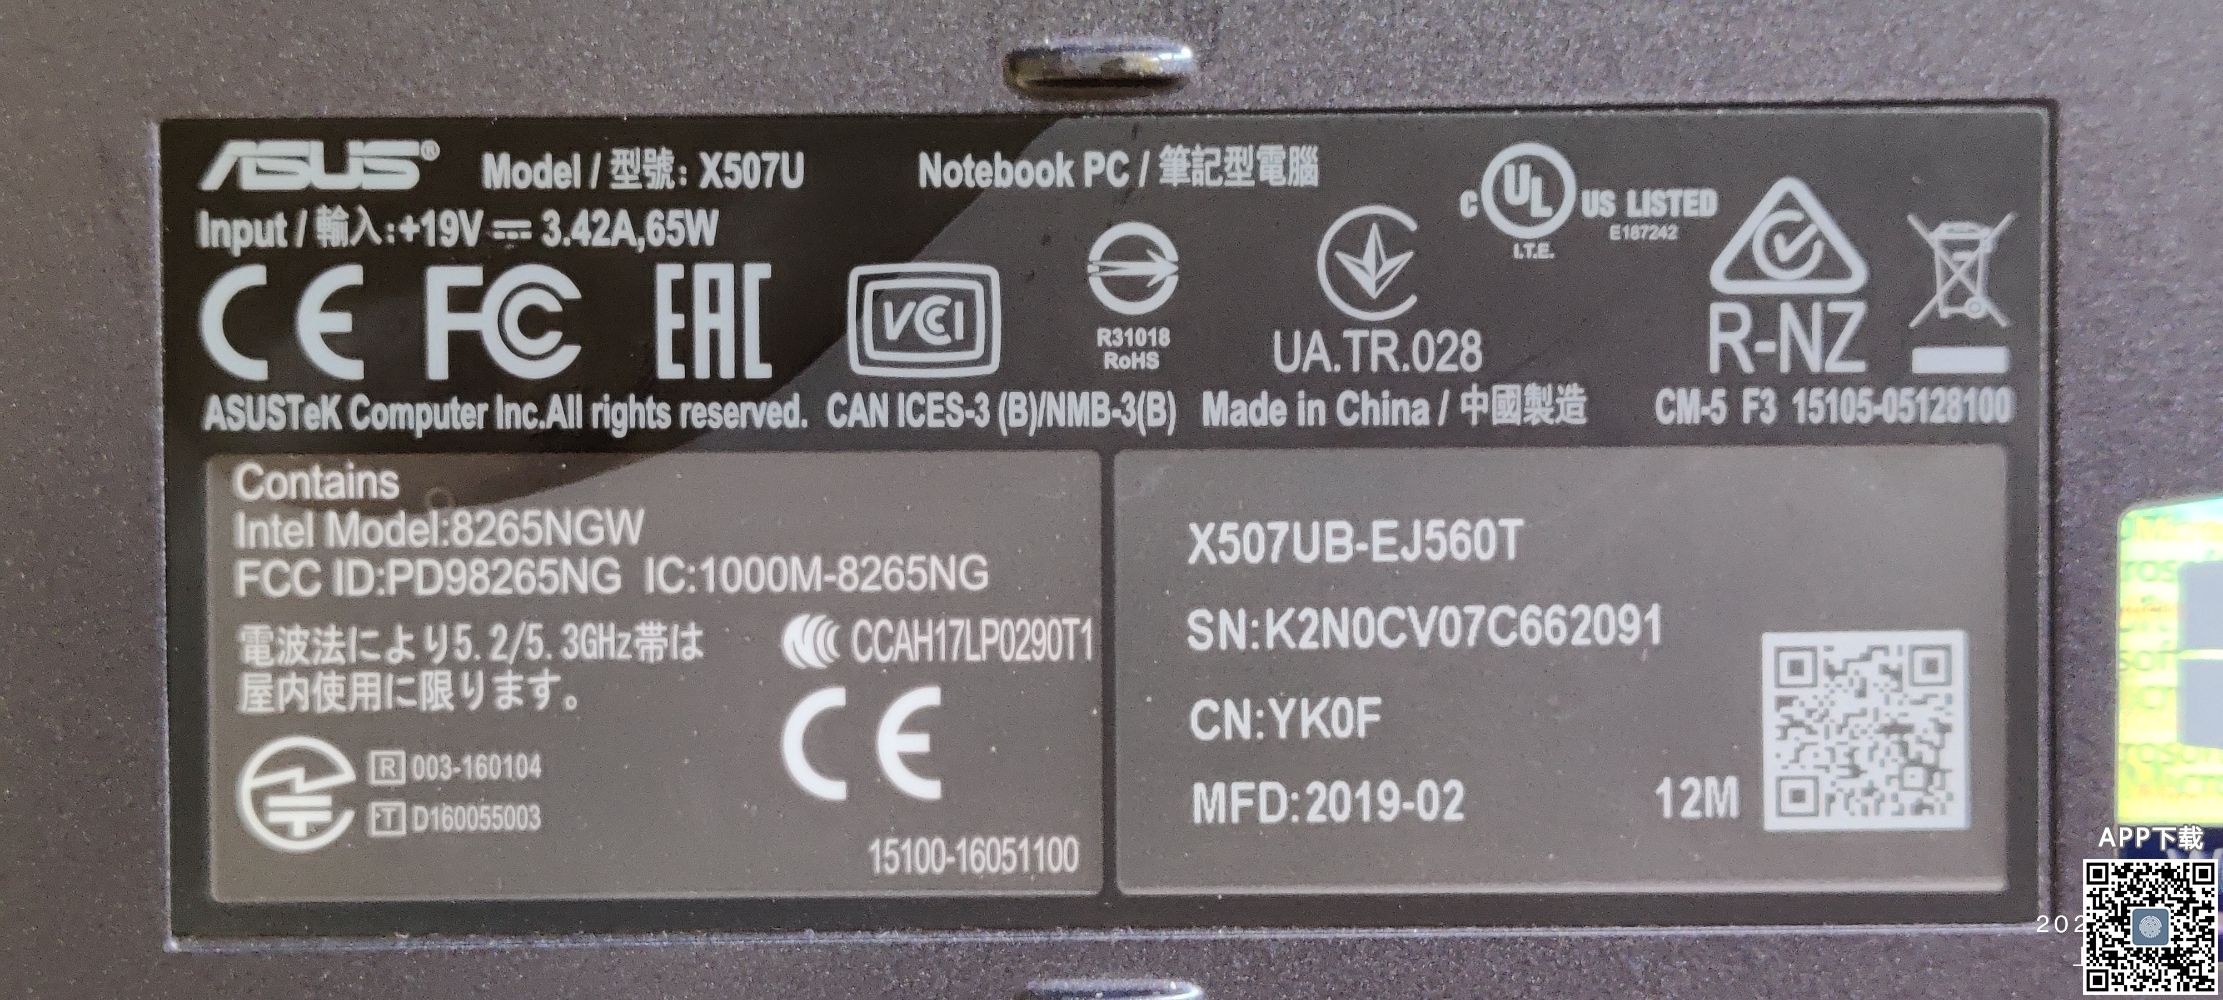 ASUS® Model / 型號: X507U Notebook PC / 筆記型電腦
C UL US LISTED
I.T.E. E187242
Input / 輸入:+19V ⎓ 3.42A,65W
CE FC EAC VCCI
R31018
RoHS
UA.TR.028
R-NZ
ASUSTeK Computer Inc.All rights reserved. CAN ICES-3 (B)/NMB-3(B) Made in China / 中國製造 CM-5 F3 15105-05128100
Contains
Intel Model:8265NGW
FCC ID:PD98265NG IC:1000M-8265NG
電波法により5.2/5.3GHz帯は
屋内使用に限ります。
CCAH17LP0290T1
CE
R 003-160104
T D160055003
15100-16051100
X507UB-EJ560T
SN:K2N0CV07C662091
CN:YK0F
MFD:2019-02 12M
APP下载